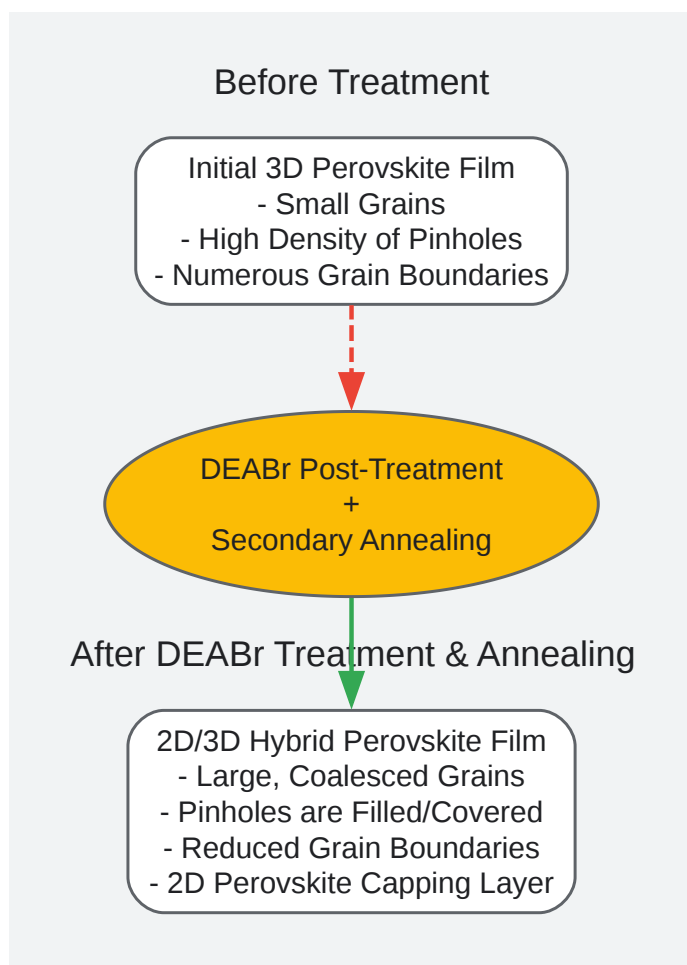 Before Treatment
Initial 3D Perovskite Film
- Small Grains
- High Density of Pinholes
- Numerous Grain Boundaries
DEABr Post-Treatment
+
Secondary Annealing
After DEABr Treatment & Annealing
2D/3D Hybrid Perovskite Film
- Large, Coalesced Grains
- Pinholes are Filled/Covered
- Reduced Grain Boundaries
- 2D Perovskite Capping Layer